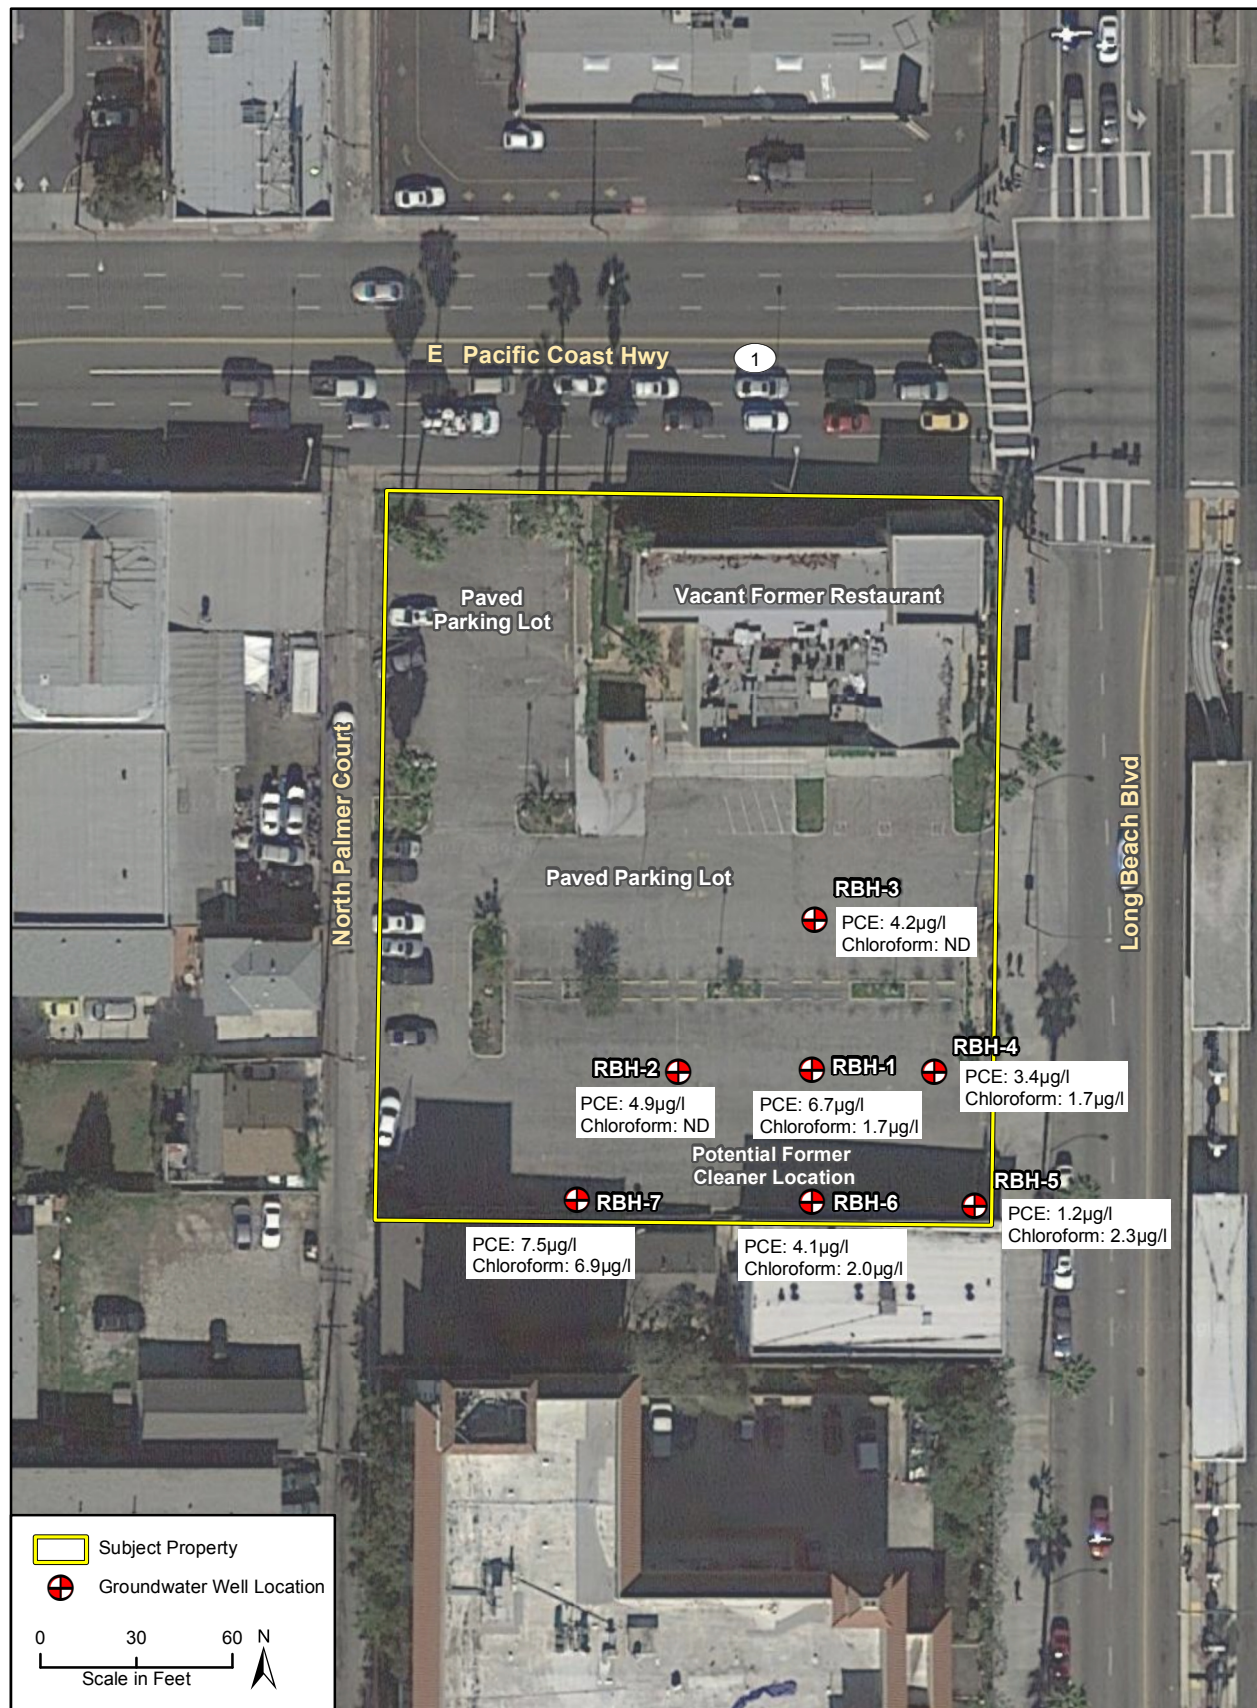 E Pacific Coast Hwy
1
Paved
Parking Lot
Vacant Former Restaurant
North Palmer Court
Long Beach Blvd
Paved Parking Lot
RBH-3
PCE: 4.2µg/l
Chloroform: ND
RBH-2
PCE: 4.9µg/l
Chloroform: ND
RBH-1
PCE: 6.7µg/l
Chloroform: 1.7µg/l
RBH-4
PCE: 3.4µg/l
Chloroform: 1.7µg/l
Potential Former
Cleaner Location
RBH-7
PCE: 7.5µg/l
Chloroform: 6.9µg/l
RBH-6
PCE: 4.1µg/l
Chloroform: 2.0µg/l
RBH-5
PCE: 1.2µg/l
Chloroform: 2.3µg/l
Subject Property
Groundwater Well Location
0 30 60 N
Scale in Feet